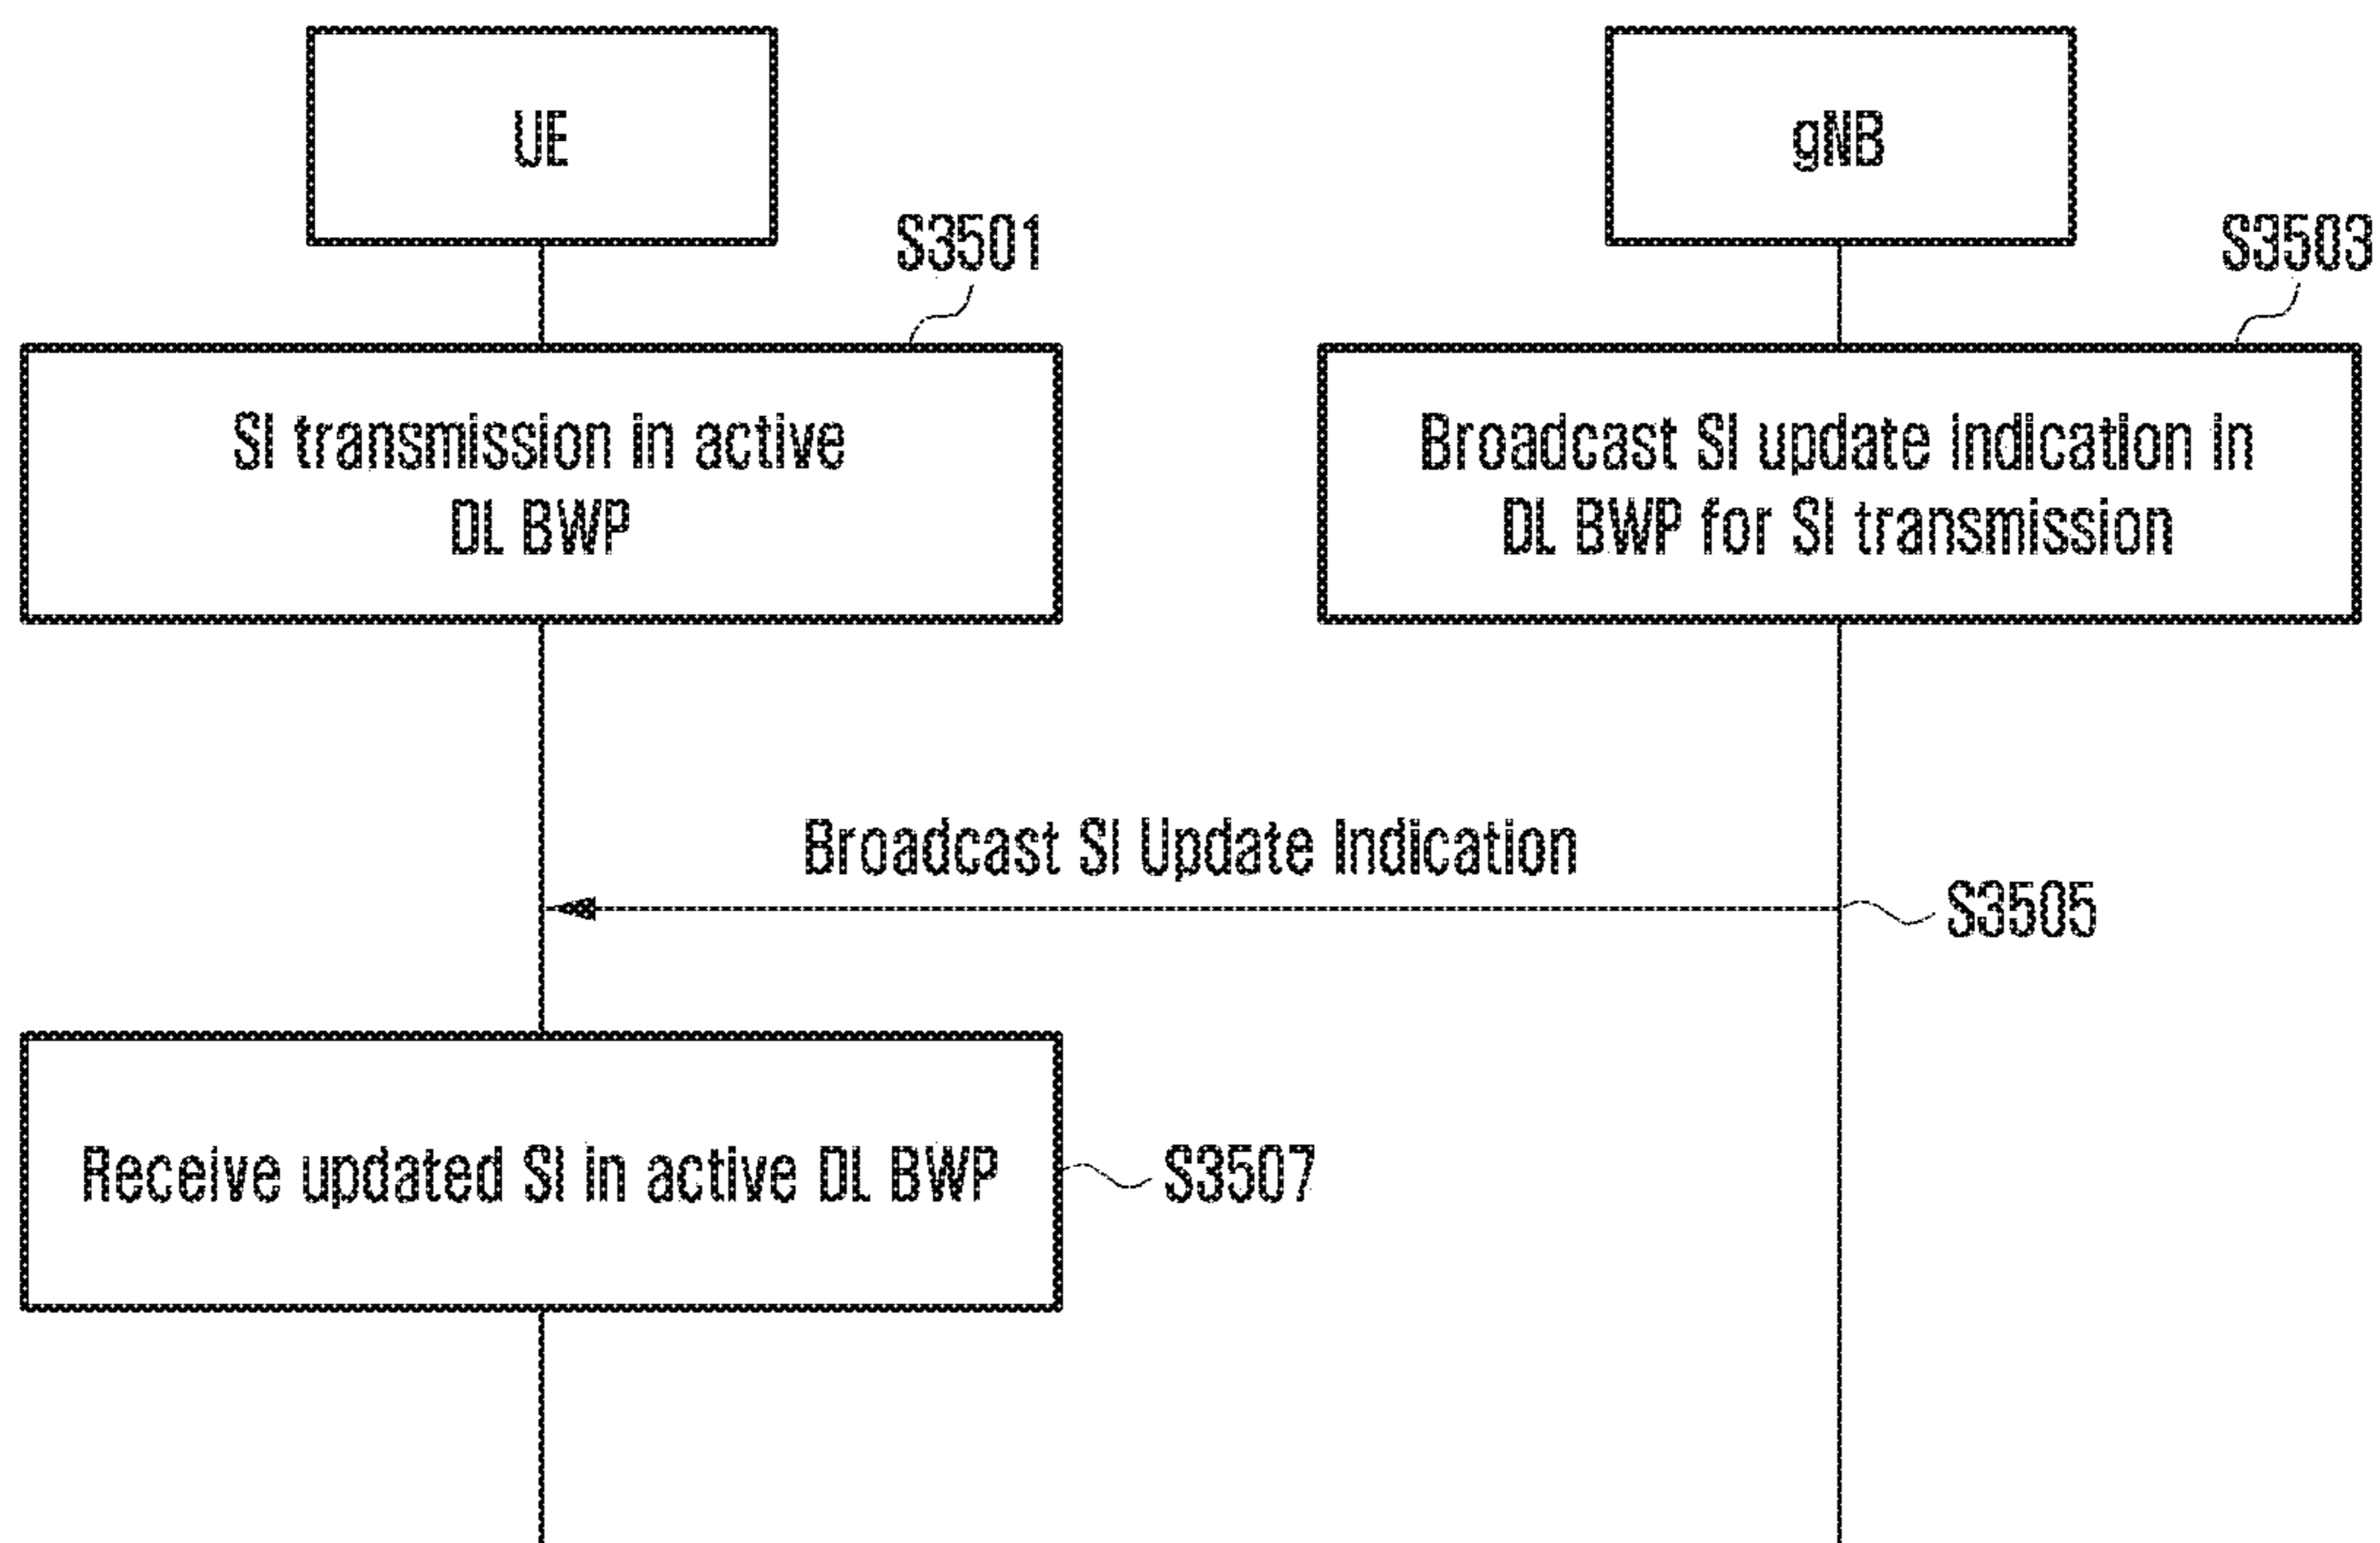 UE
gNB
S3501
S3503
SI transmission in active
DL BWP
Broadcast SI update indication in
DL BWP for SI transmission
Broadcast SI Update Indication
S3505
Receive updated SI in active DL BWP
S3507